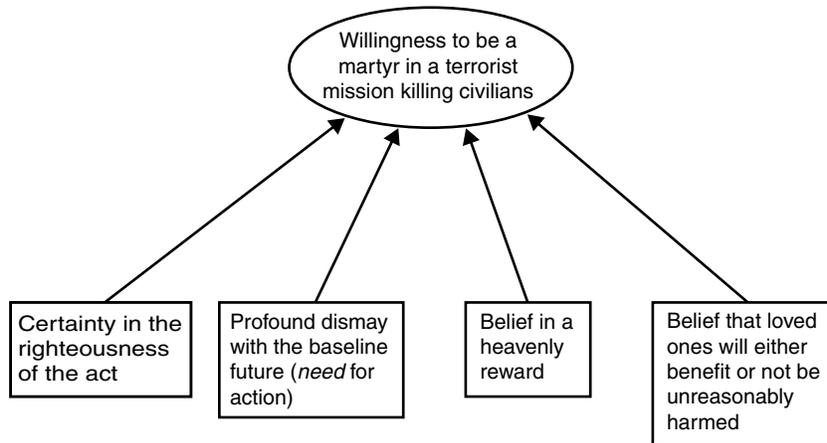 Willingness to be a
martyr in a terrorist
mission killing civilians
Certainty in the
righteousness
of the act
Profound dismay
with the baseline
future (need for
action)
Belief in a
heavenly
reward
Belief that loved
ones will either
benefit or not be
unreasonably
harmed